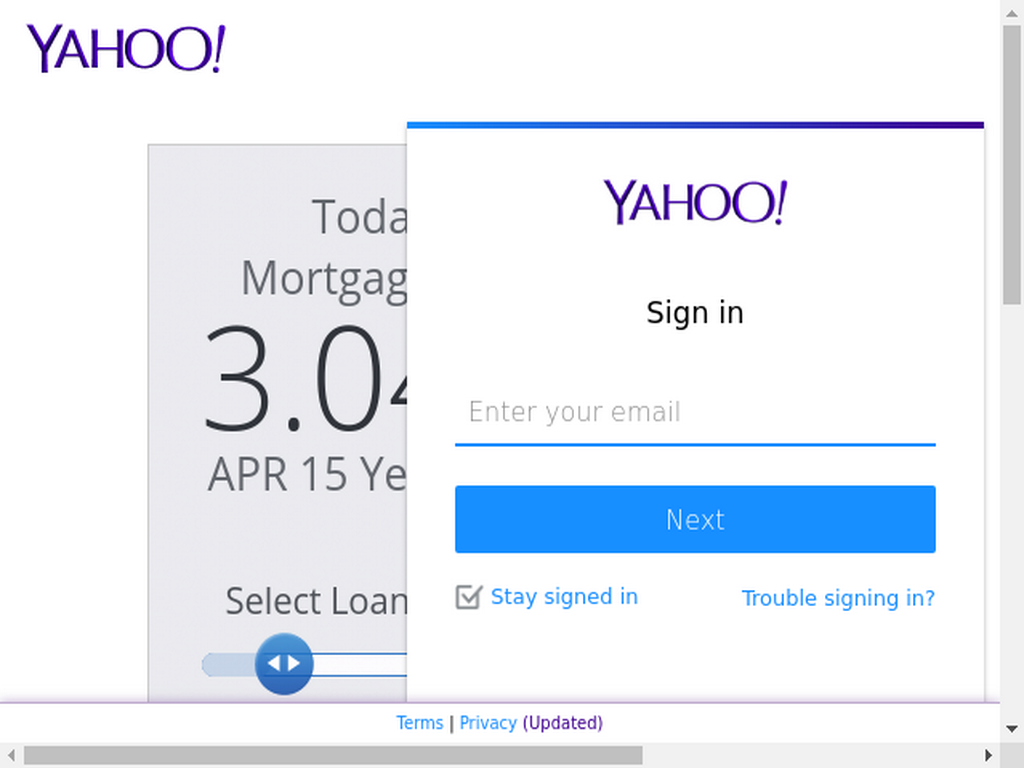 YAHOO!
Toda
Mortgag
3.04
APR 15 Ye
Select Loan
YAHOO!
Sign in
Enter your email
Next
Stay signed in
Trouble signing in?
Terms | Privacy (Updated)